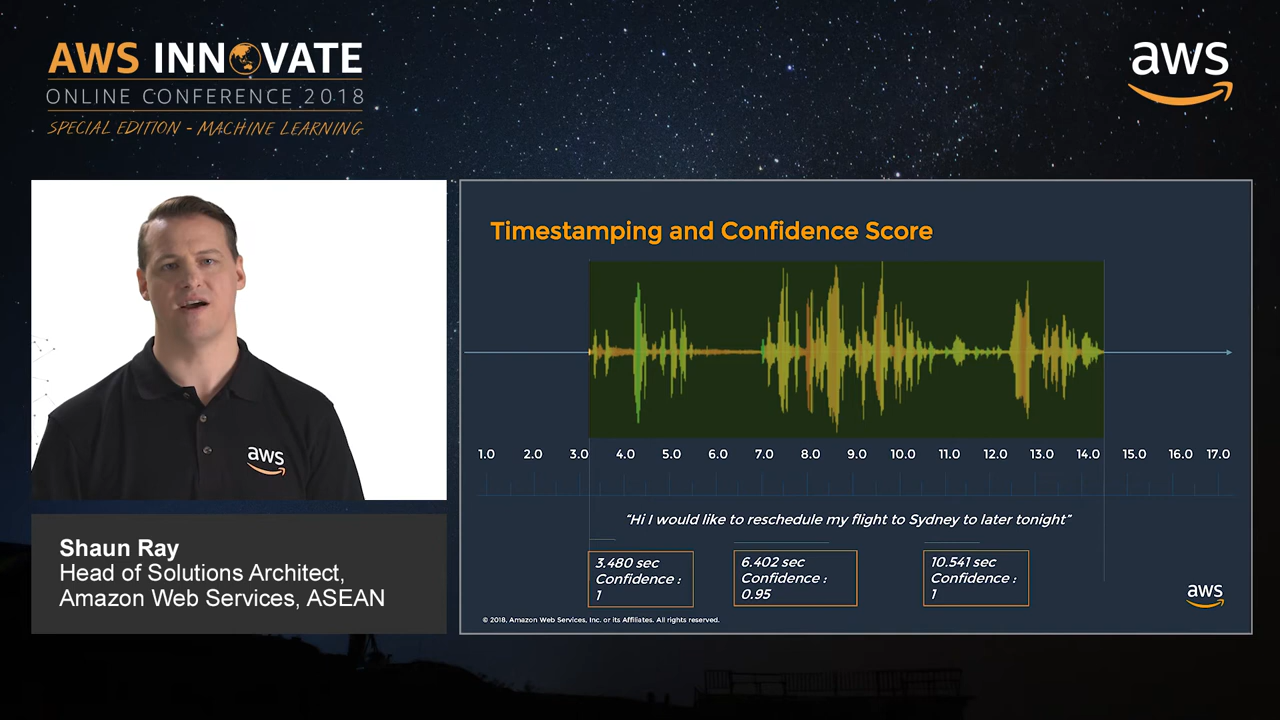 AWS INNOVATE
ONLINE CONFERENCE 2018
SPECIAL EDITION - MACHINE LEARNING
aws
aws
Shaun Ray
Head of Solutions Architect,
Amazon Web Services, ASEAN
Timestamping and Confidence Score
1.0 2.0 3.0 4.0 5.0 6.0 7.0 8.0 9.0 10.0 11.0 12.0 13.0 14.0 15.0 16.0 17.0
“Hi I would like to reschedule my flight to Sydney to later tonight”
3.480 sec
Confidence :
1
6.402 sec
Confidence :
0.95
10.541 sec
Confidence :
1
aws
© 2018, Amazon Web Services, Inc. or its Affiliates. All rights reserved.